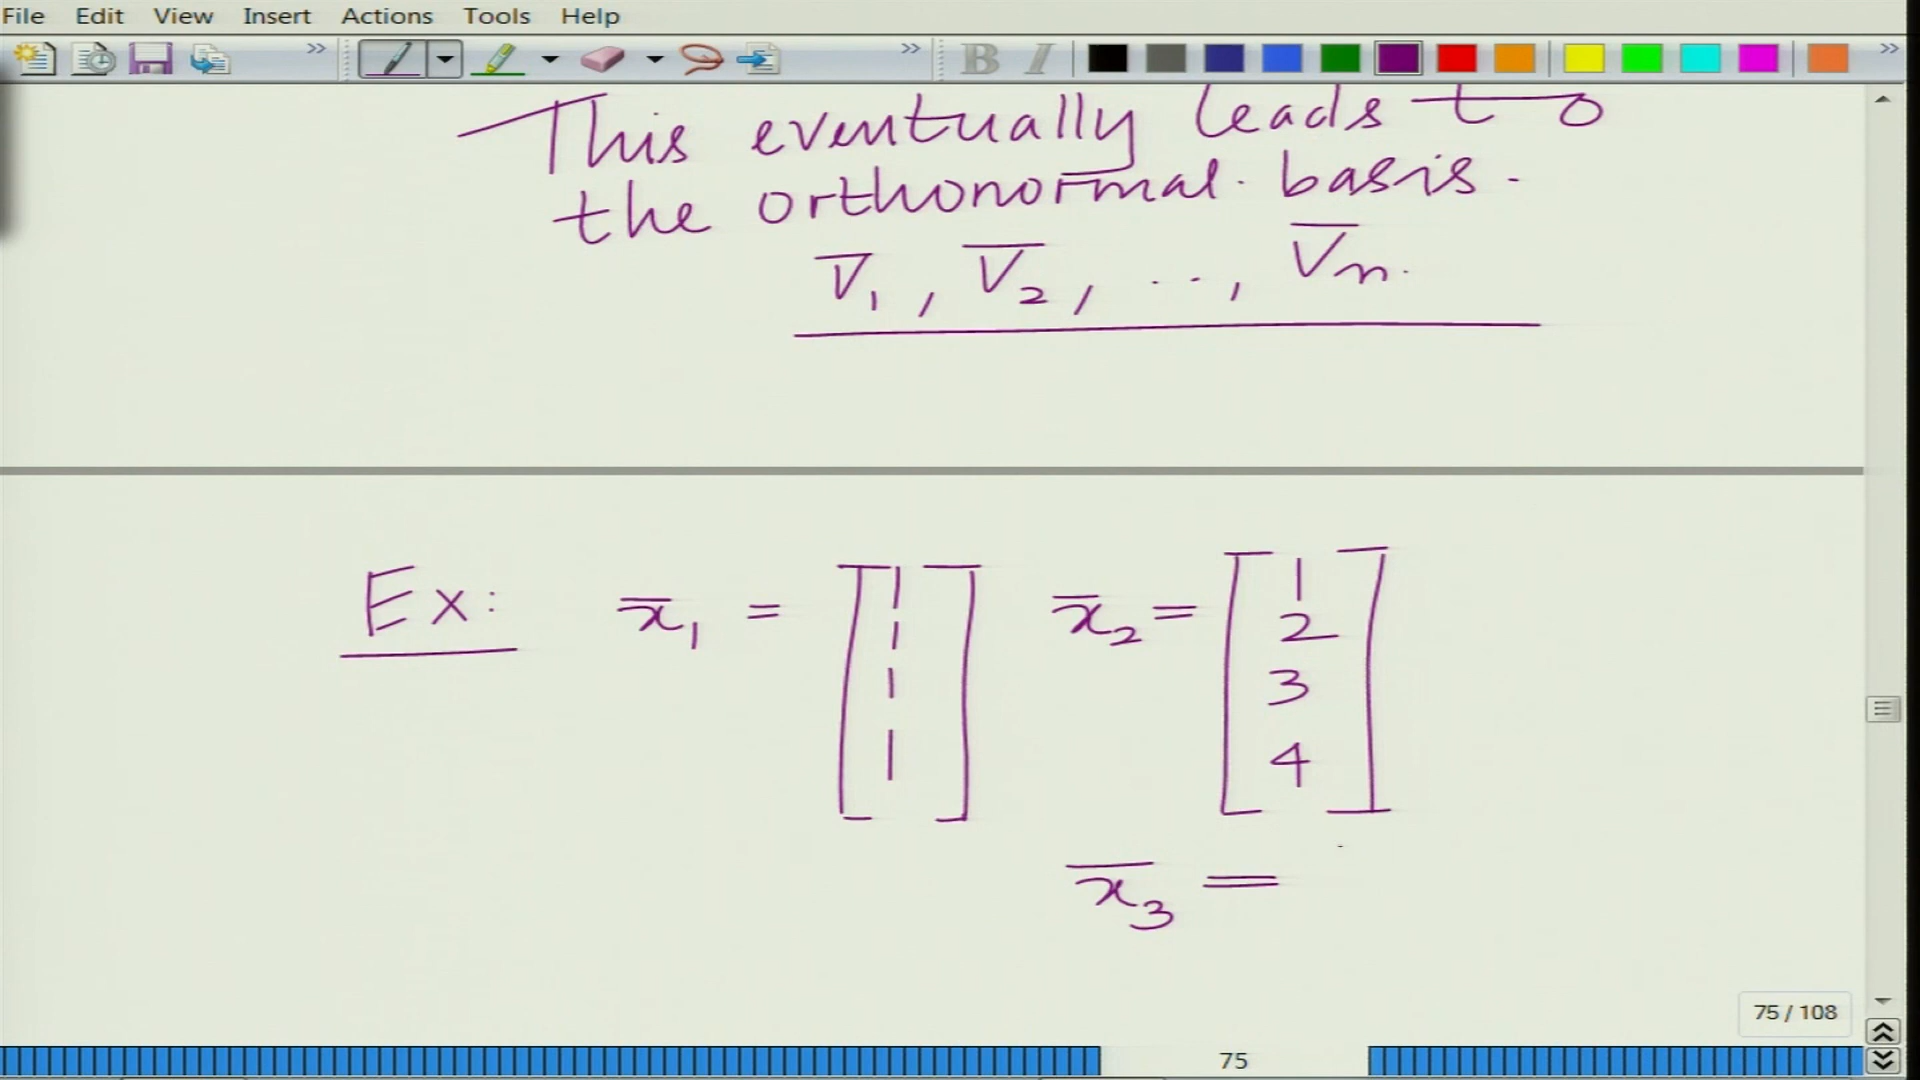 File Edit View Insert Actions Tools Help
B I
This eventually leads to
the orthonormal basis.
V̅₁, V̅₂, ..., V̅n.
Ex: x̅₁ = [1 1 1 1] x̅₂ = [1 2 3 4]
x̅₃ =
75 / 108
75